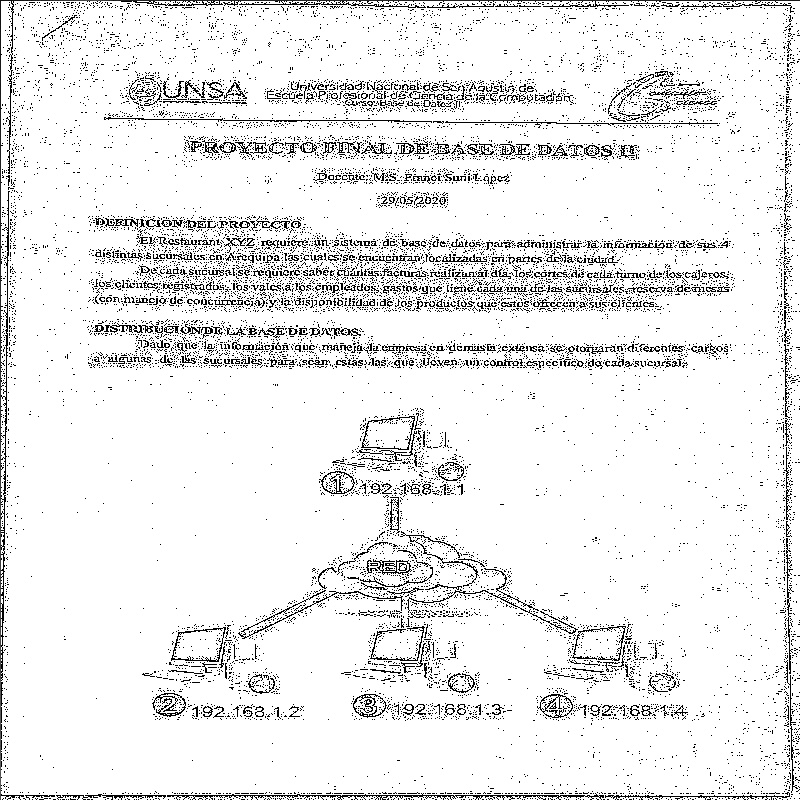 UNSA
Universidad Nacional de San Agustín de
Escuela Profesional de Ciencia de la Computación
Curso: Base de Datos II
PROYECTO FINAL DE BASE DE DATOS II
Docente: M.S. Suni Lopez
29/05/2020
DEFINICION DEL PROYECTO
El Restaurant XYZ requiere un sistema de base de datos para administrar la información de sus 4
distintas sucursales en Arequipa las cuales se encuentran localizadas en partes de la ciudad.
De cada sucursal se requiere saber cuantas facturas realizan al día, los cortes de cada turno de los cajeros,
los clientes registrados, los vales a los empleados, gastos que tiene cada una de las sucursales, reserva de mesas
(con manejo de concurrencia) y la disponibilidad de los productos que estos ofrecen a sus clientes.
DISTRIBUCION DE LA BASE DE DATOS
Dado que la información que maneja la empresa en demasía extensa se otorgaran diferentes cargos
a algunas de las sucursales para sean estas las que lleven un control específico de cada sucursal.
1 192.168.1.1
RED
2 192.168.1.2
3 192.168.1.3
4 192.168.1.4